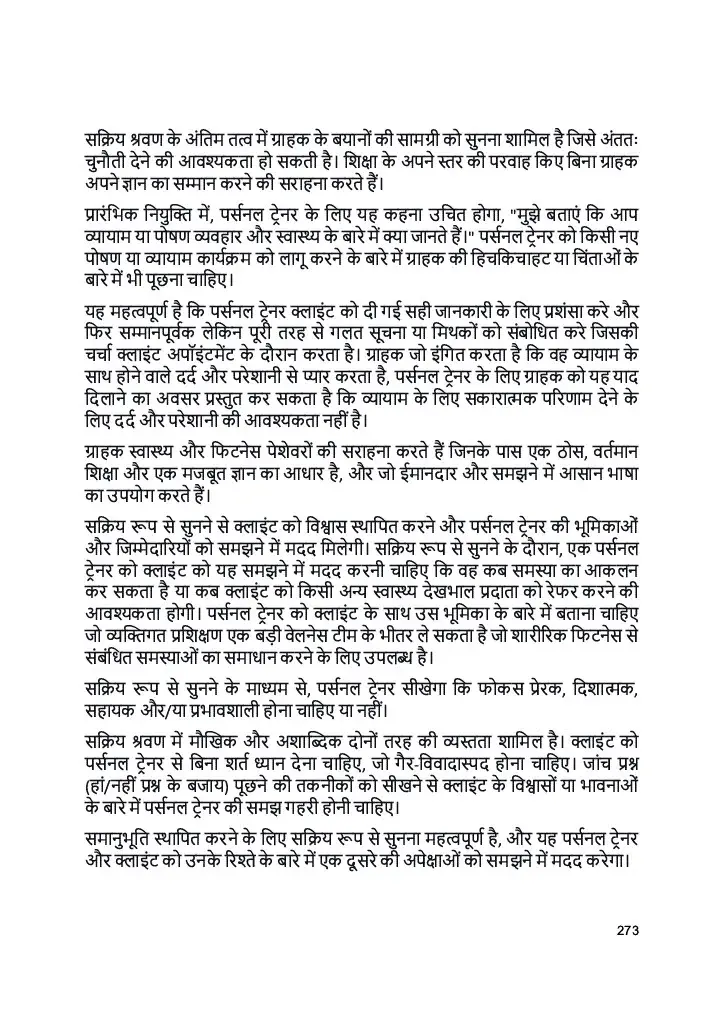 सक्रिय श्रवण के अंतिम तत्व में ग्राहक के बयानों की सामग्री को सुनना शामिल है जिसे अंततः
चुनौती देने की आवश्यकता हो सकती है। शिक्षा के अपने स्तर की परवाह किए बिना ग्राहक
अपने ज्ञान का सम्मान करने की सराहना करते हैं।
प्रारंभिक नियुक्ति में, पर्सनल ट्रेनर के लिए यह कहना उचित होगा, "मुझे बताएं कि आप
व्यायाम या पोषण व्यवहार और स्वास्थ्य के बारे में क्या जानते हैं।" पर्सनल ट्रेनर को किसी नए
पोषण या व्यायाम कार्यक्रम को लागू करने के बारे में ग्राहक की हिचकिचाहट या चिंताओं के
बारे में भी पूछना चाहिए।
यह महत्वपूर्ण है कि पर्सनल ट्रेनर क्लाइंट को दी गई सही जानकारी के लिए प्रशंसा करे और
फिर सम्मानपूर्वक लेकिन पूरी तरह से गलत सूचना या मिथकों को संबोधित करे जिसकी
चर्चा क्लाइंट अपॉइंटमेंट के दौरान करता है। ग्राहक जो इंगित करता है कि वह व्यायाम के
साथ होने वाले दर्द और परेशानी से प्यार करता है, पर्सनल ट्रेनर के लिए ग्राहक को यह याद
दिलाने का अवसर प्रस्तुत कर सकता है कि व्यायाम के लिए सकारात्मक परिणाम देने के
लिए दर्द और परेशानी की आवश्यकता नहीं है।
ग्राहक स्वास्थ्य और फिटनेस पेशेवरों की सराहना करते हैं जिनके पास एक ठोस, वर्तमान
शिक्षा और एक मजबूत ज्ञान का आधार है, और जो ईमानदार और समझने में आसान भाषा
का उपयोग करते हैं।
सक्रिय रूप से सुनने से क्लाइंट को विश्वास स्थापित करने और पर्सनल ट्रेनर की भूमिकाओं
और जिम्मेदारियों को समझने में मदद मिलेगी। सक्रिय रूप से सुनने के दौरान, एक पर्सनल
ट्रेनर को क्लाइंट को यह समझने में मदद करनी चाहिए कि वह कब समस्या का आकलन
कर सकता है या कब क्लाइंट को किसी अन्य स्वास्थ्य देखभाल प्रदाता को रेफर करने की
आवश्यकता होगी। पर्सनल ट्रेनर को क्लाइंट के साथ उस भूमिका के बारे में बताना चाहिए
जो व्यक्तिगत प्रशिक्षण एक बड़ी वेलनेस टीम के भीतर ले सकता है जो शारीरिक फिटनेस से
संबंधित समस्याओं का समाधान करने के लिए उपलब्ध है।
सक्रिय रूप से सुनने के माध्यम से, पर्सनल ट्रेनर सीखेगा कि फोकस प्रेरक, दिशात्मक,
सहायक और/या प्रभावशाली होना चाहिए या नहीं।
सक्रिय श्रवण में मौखिक और अशाब्दिक दोनों तरह की व्यस्तता शामिल है। क्लाइंट को
पर्सनल ट्रेनर से बिना शर्त ध्यान देना चाहिए, जो गैर-विवादास्पद होना चाहिए। जांच प्रश्न
(हां/नहीं प्रश्न के बजाय) पूछने की तकनीकों को सीखने से क्लाइंट के विश्वासों या भावनाओं
के बारे में पर्सनल ट्रेनर की समझ गहरी होनी चाहिए।
समानुभूति स्थापित करने के लिए सक्रिय रूप से सुनना महत्वपूर्ण है, और यह पर्सनल ट्रेनर
और क्लाइंट को उनके रिश्ते के बारे में एक दूसरे की अपेक्षाओं को समझने में मदद करेगा।
273